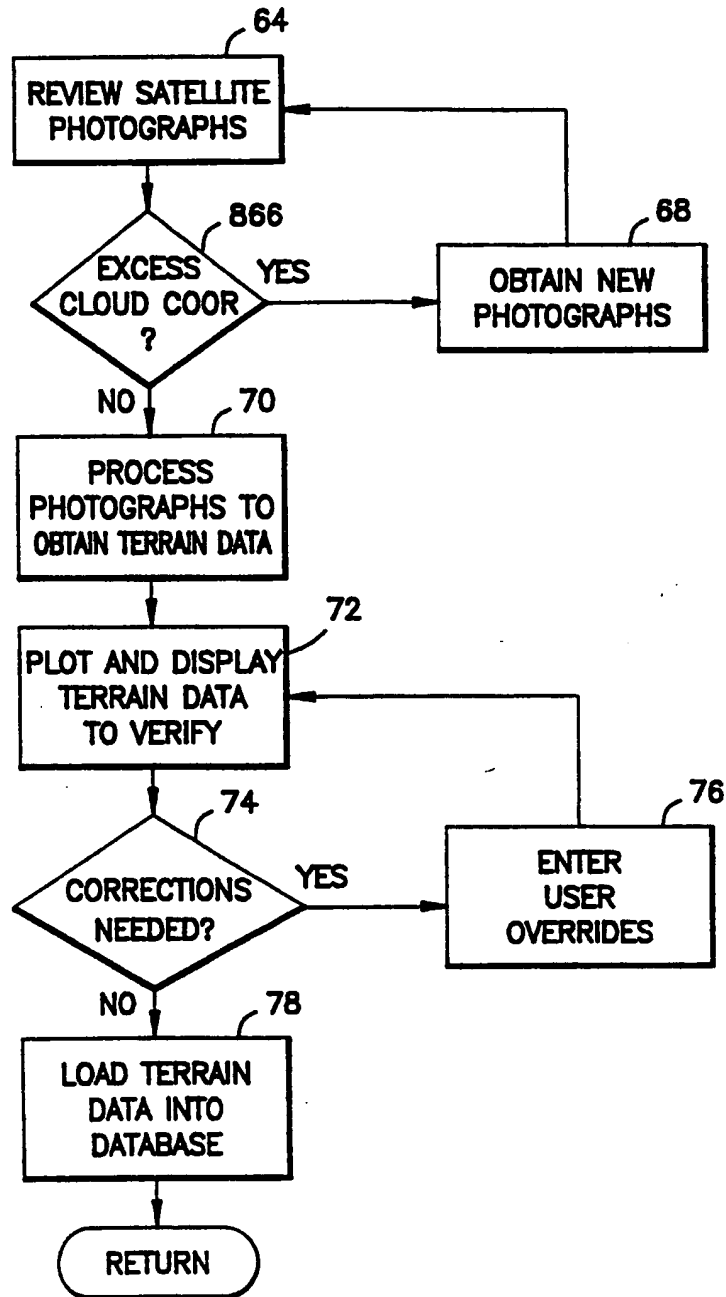 64
REVIEW SATELLITE
PHOTOGRAPHS
866
EXCESS
CLOUD COOR
?
YES
68
OBTAIN NEW
PHOTOGRAPHS
NO
70
PROCESS
PHOTOGRAPHS TO
OBTAIN TERRAIN DATA
72
PLOT AND DISPLAY
TERRAIN DATA
TO VERIFY
74
CORRECTIONS
NEEDED?
YES
76
ENTER
USER
OVERRIDES
NO
78
LOAD TERRAIN
DATA INTO
DATABASE
RETURN